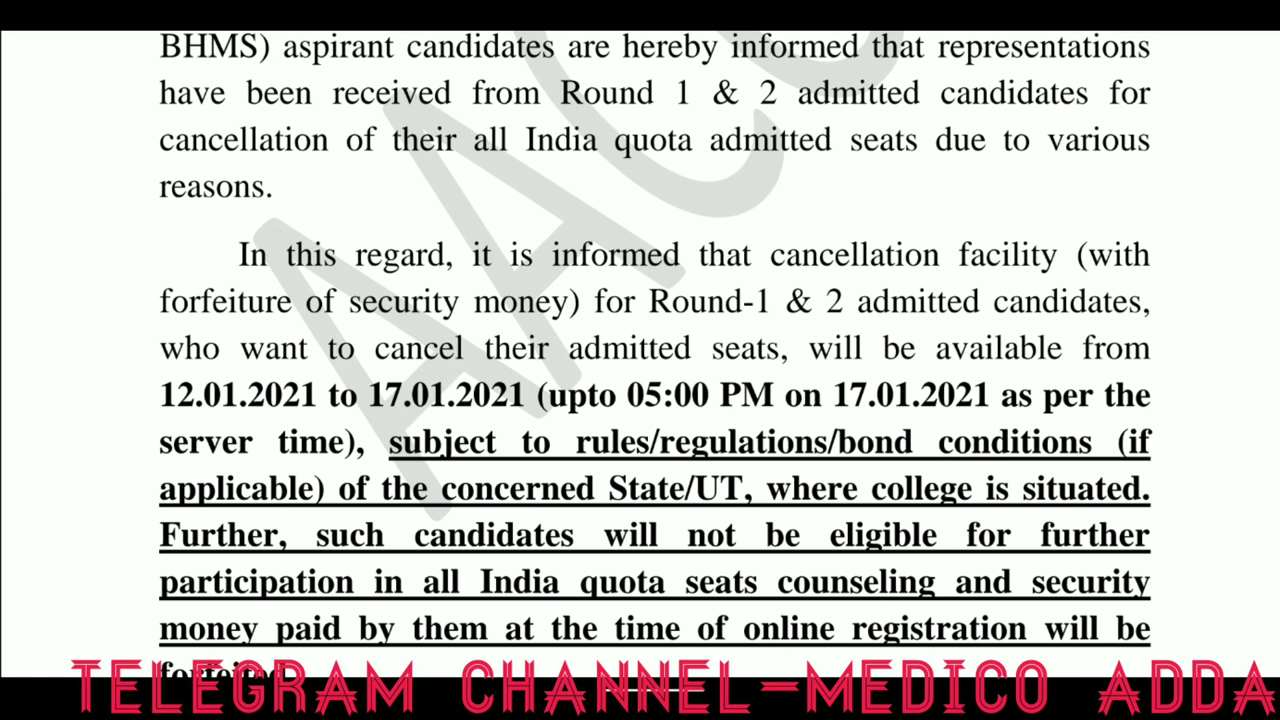 BHMS) aspirant candidates are hereby informed that representations
have been received from Round 1 & 2 admitted candidates for
cancellation of their all India quota admitted seats due to various
reasons.
In this regard, it is informed that cancellation facility (with
forfeiture of security money) for Round-1 & 2 admitted candidates,
who want to cancel their admitted seats, will be available from
12.01.2021 to 17.01.2021 (upto 05:00 PM on 17.01.2021 as per the
server time), subject to rules/regulations/bond conditions (if
applicable) of the concerned State/UT, where college is situated.
Further, such candidates will not be eligible for further
participation in all India quota seats counseling and security
money paid by them at the time of online registration will be
forfeited.
TELEGRAM CHANNEL-MEDICO ADDA